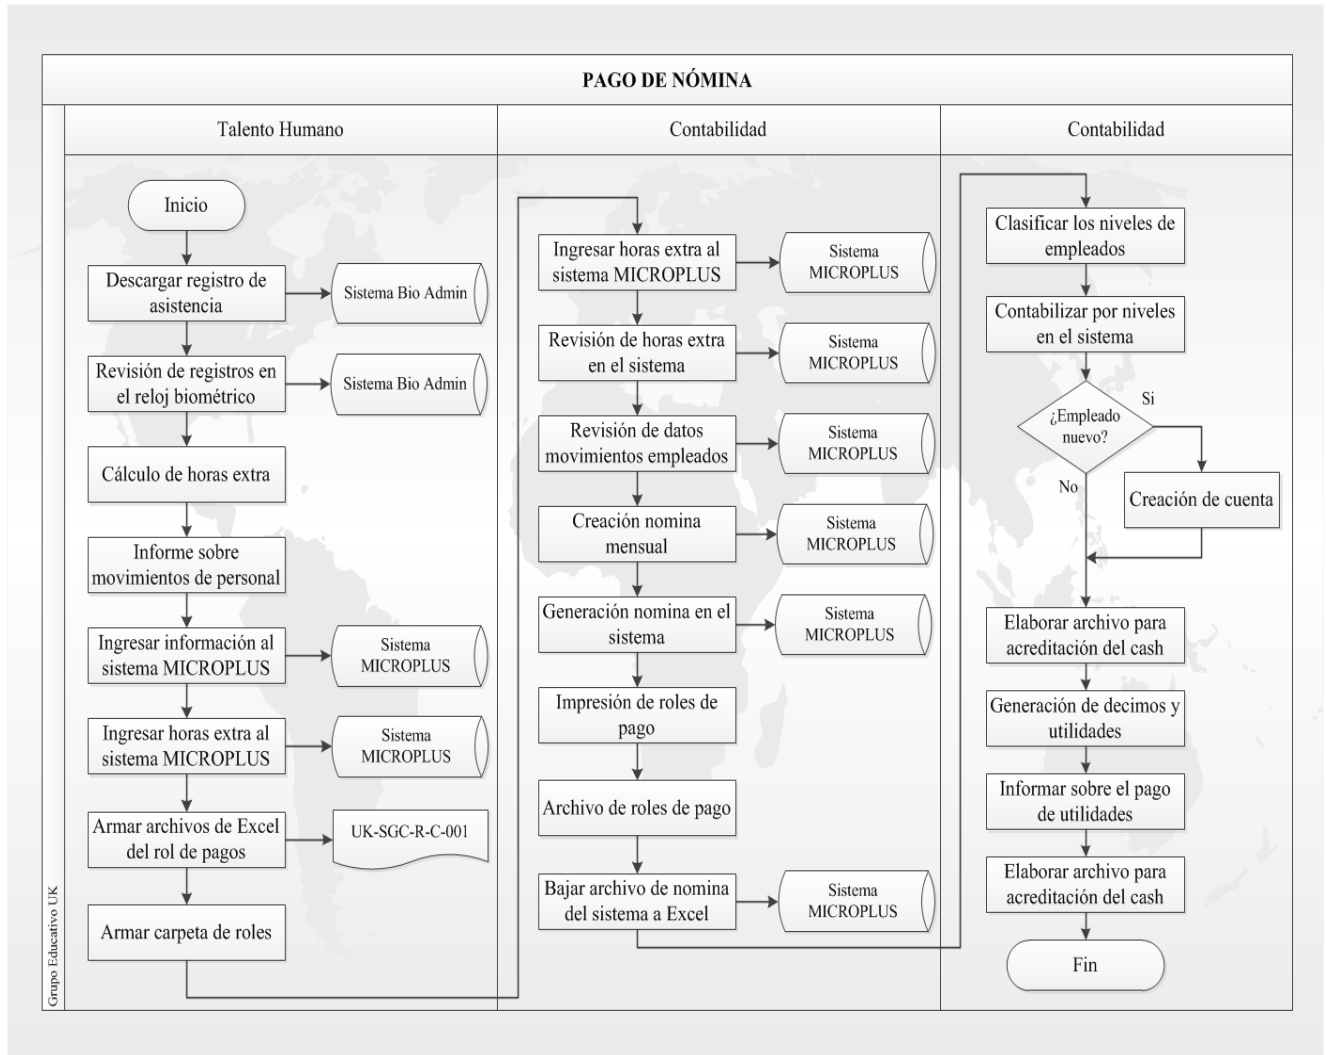 PAGO DE NÓMINA
Talento Humano
Contabilidad
Contabilidad
Grupo Educativo UK
Inicio
Descargar registro de
asistencia
Sistema Bio Admin
Revisión de registros en
el reloj biométrico
Sistema Bio Admin
Cálculo de horas extra
Informe sobre
movimientos de personal
Ingresar información al
sistema MICROPLUS
Sistema
MICROPLUS
Ingresar horas extra al
sistema MICROPLUS
Sistema
MICROPLUS
Armar archivos de Excel
del rol de pagos
UK-SGC-R-C-001
Armar carpeta de roles
Ingresar horas extra al
sistema MICROPLUS
Sistema
MICROPLUS
Revisión de horas extra
en el sistema
Sistema
MICROPLUS
Revisión de datos
movimientos empleados
Sistema
MICROPLUS
Creación nomina
mensual
Sistema
MICROPLUS
Generación nomina en el
sistema
Sistema
MICROPLUS
Impresión de roles de
pago
Archivo de roles de pago
Bajar archivo de nomina
del sistema a Excel
Sistema
MICROPLUS
Clasificar los niveles de
empleados
Contabilizar por niveles
en el sistema
¿Empleado
nuevo?
Si
No
Creación de cuenta
Elaborar archivo para
acreditación del cash
Generación de decimos y
utilidades
Informar sobre el pago
de utilidades
Elaborar archivo para
acreditación del cash
Fin